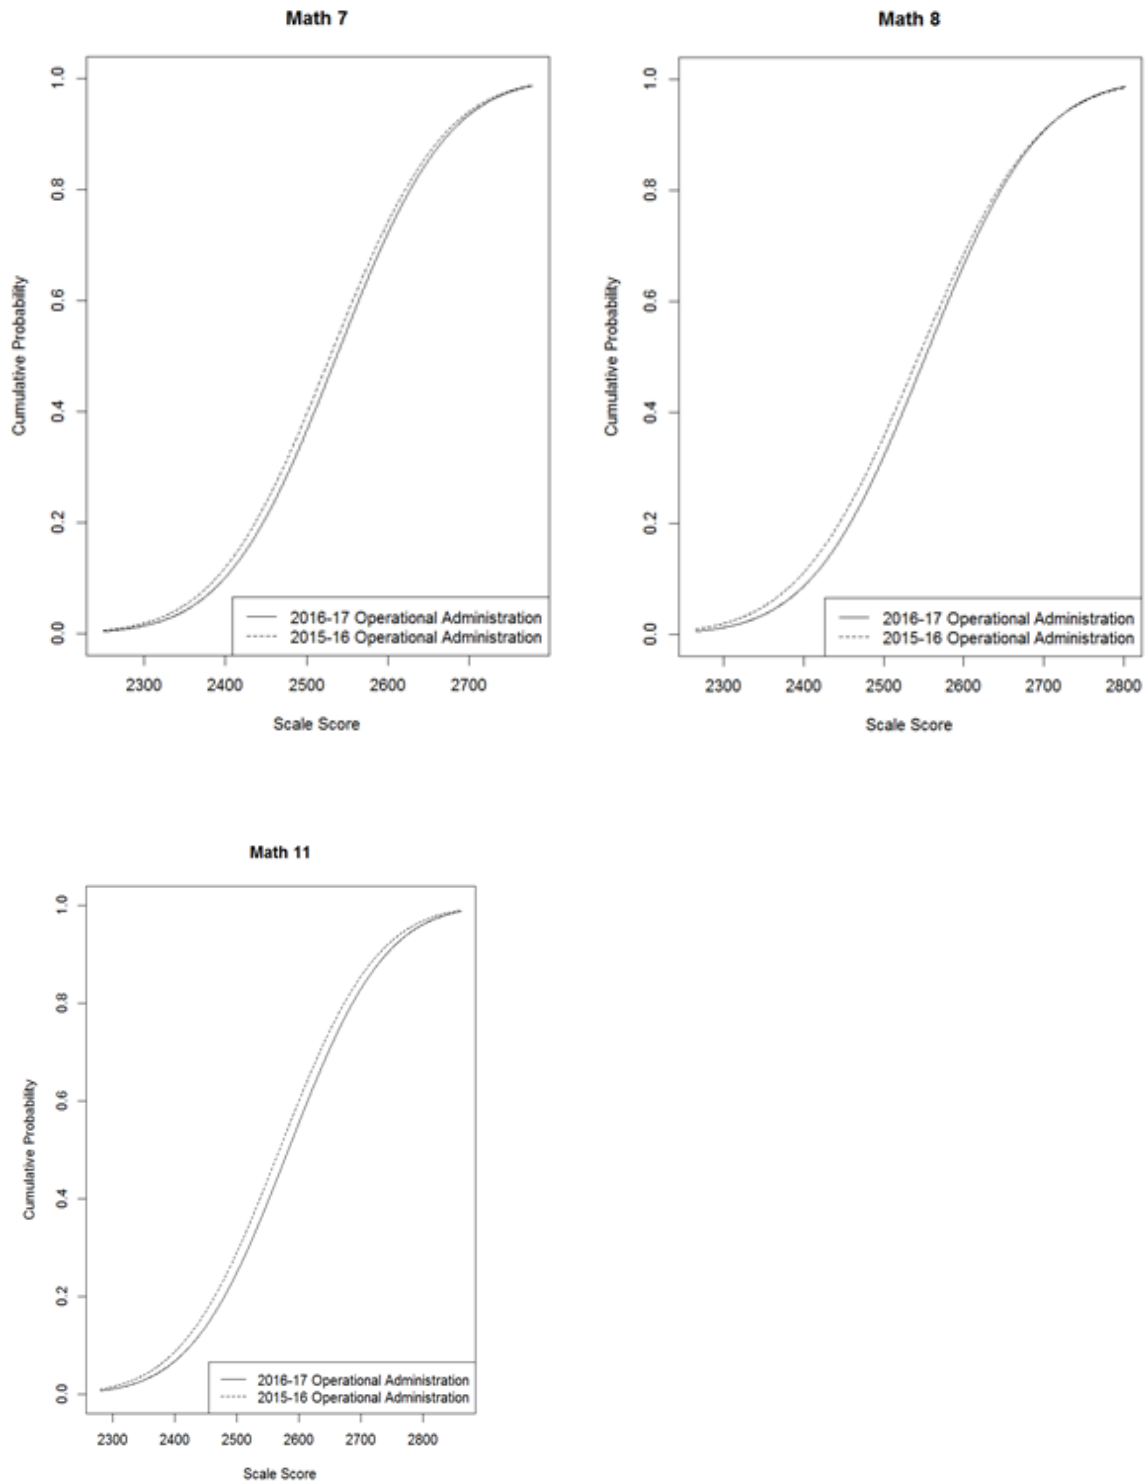 Math 7
Cumulative Probability
1.0
0.8
0.6
0.4
0.2
0.0
2016-17 Operational Administration
2015-16 Operational Administration
2300 2400 2500 2600 2700
Scale Score
Math 8
Cumulative Probability
1.0
0.8
0.6
0.4
0.2
0.0
2016-17 Operational Administration
2015-16 Operational Administration
2300 2400 2500 2600 2700 2800
Scale Score
Math 11
Cumulative Probability
1.0
0.8
0.6
0.4
0.2
0.0
2016-17 Operational Administration
2015-16 Operational Administration
2300 2400 2500 2600 2700 2800
Scale Score